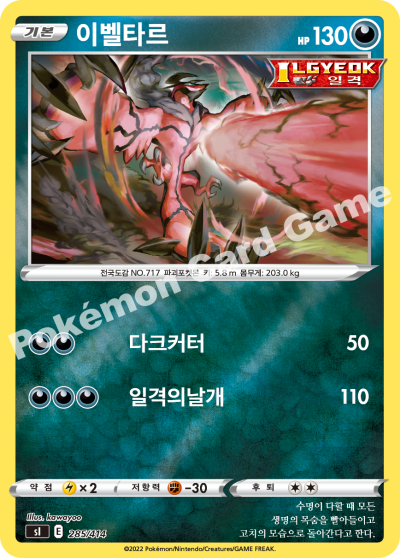 기본 이벨타르 HP 130
ILGYEOK 일격
전국도감 NO.717 파괴포켓몬 키: 5.8 m 몸무게: 203.0 kg
Pokémon Card Game
다크커터 50
일격의날개 110
약점 ×2 저항력 -30 후퇴
Illus. kawayoo
sI E 285/414
수명이 다할 때 모든
생명의 목숨을 빨아들이고
고치의 모습으로 돌아간다고 한다.
©2022 Pokémon/Nintendo/Creatures/GAME FREAK.